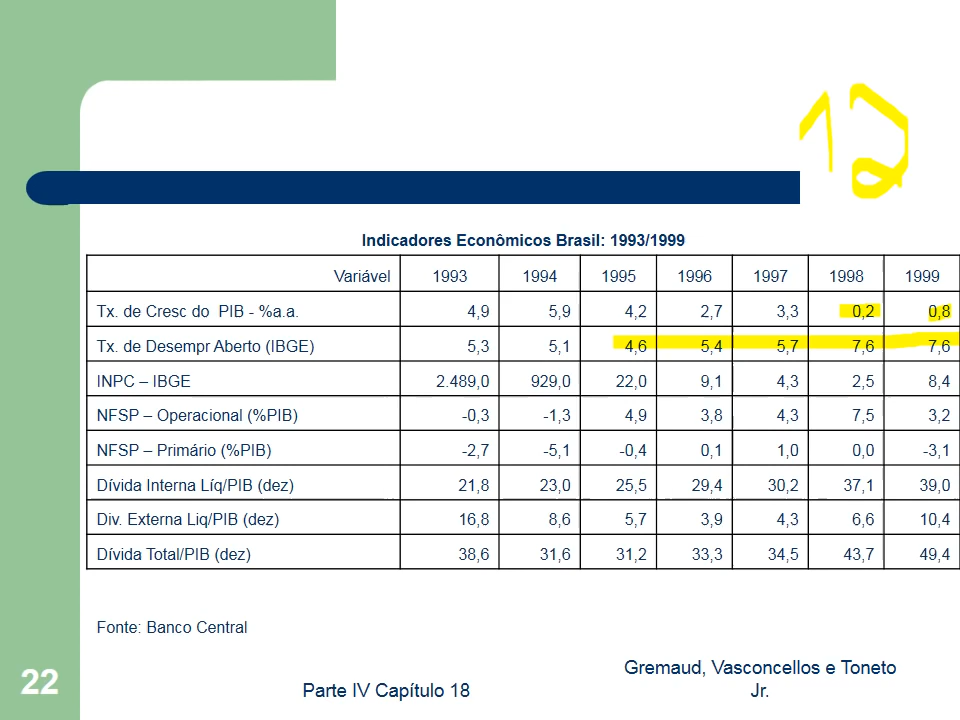 12
Indicadores Econômicos Brasil: 1993/1999
Variável 1993 1994 1995 1996 1997 1998 1999
Tx. de Cresc do PIB - %a.a. 4,9 5,9 4,2 2,7 3,3 0,2 0,8
Tx. de Desempr Aberto (IBGE) 5,3 5,1 4,6 5,4 5,7 7,6 7,6
INPC – IBGE 2.489,0 929,0 22,0 9,1 4,3 2,5 8,4
NFSP – Operacional (%PIB) -0,3 -1,3 4,9 3,8 4,3 7,5 3,2
NFSP – Primário (%PIB) -2,7 -5,1 -0,4 0,1 1,0 0,0 -3,1
Dívida Interna Líq/PIB (dez) 21,8 23,0 25,5 29,4 30,2 37,1 39,0
Div. Externa Liq/PIB (dez) 16,8 8,6 5,7 3,9 4,3 6,6 10,4
Dívida Total/PIB (dez) 38,6 31,6 31,2 33,3 34,5 43,7 49,4
Fonte: Banco Central
22
Parte IV Capítulo 18
Gremaud, Vasconcellos e Toneto
Jr.